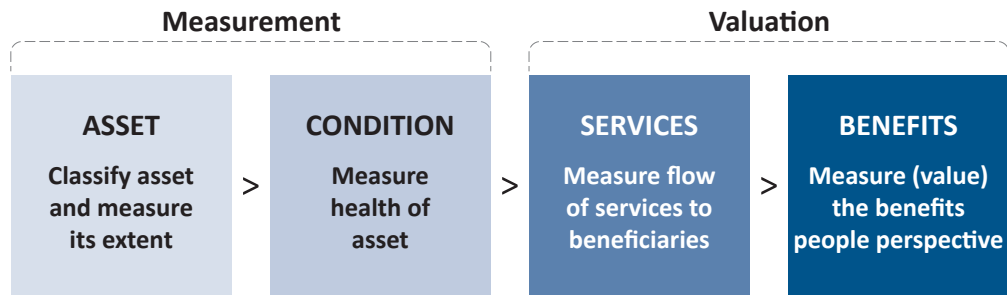 Measurement
Valuation
ASSET
Classify asset
and measure
its extent
>
CONDITION
Measure
health of
asset
>
SERVICES
Measure flow
of services to
beneficiaries
>
BENEFITS
Measure (value)
the benefits
people perspective